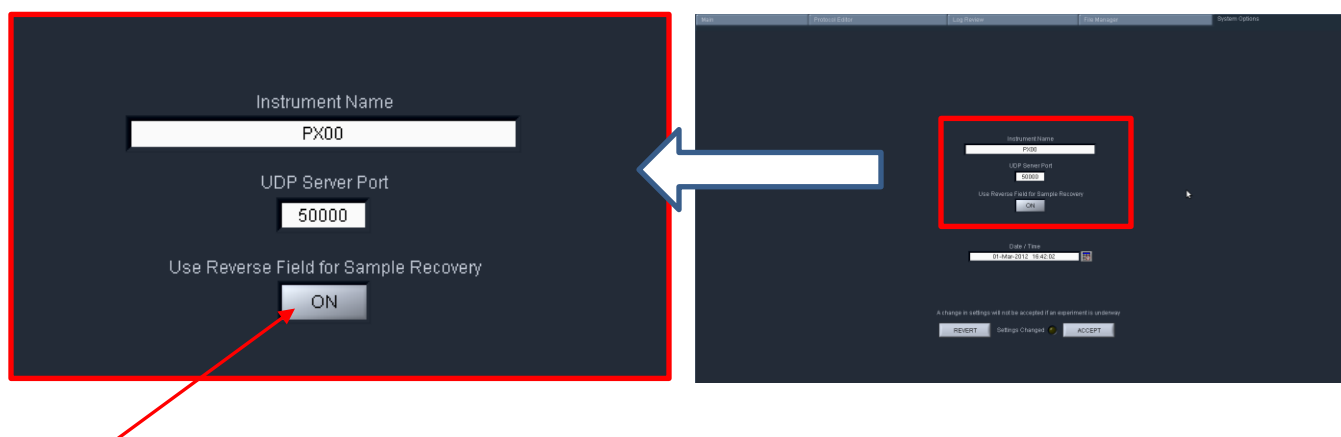 Instrument Name
PX00
UDP Server Port
50000
Use Reverse Field for Sample Recovery
ON
Main
Protocol Editor
Log Review
File Manager
System Options
Instrument Name
PX00
UDP Server Port
50000
Use Reverse Field for Sample Recovery
ON
Date / Time
01-Mar-2012 16:42:02
A change in settings will not be accepted if an experiment is underway
REVERT
Settings Changed
ACCEPT